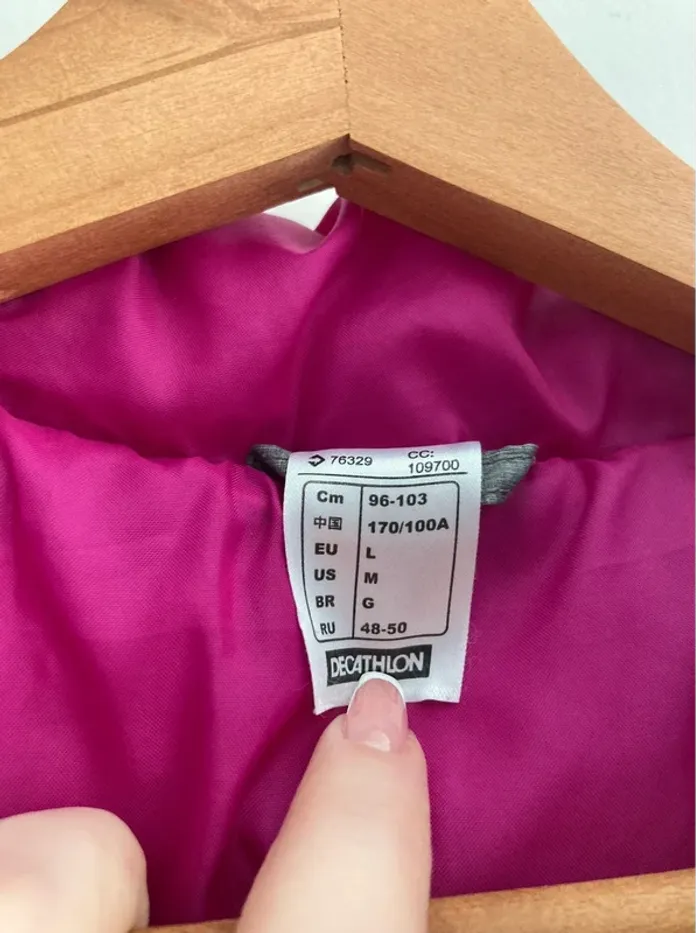 76329 CC:
109700
Cm 96-103
中国 170/100A
EU L
US M
BR G
RU 48-50
DECATHLON